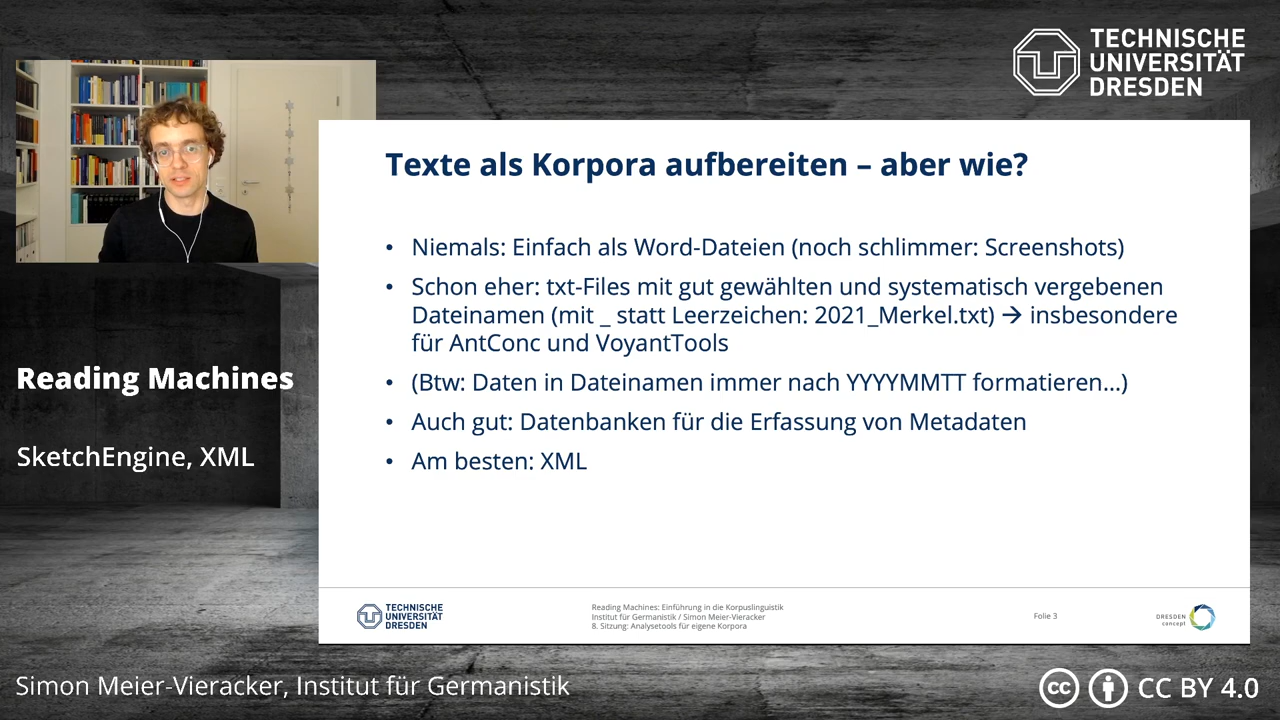 TECHNISCHE
UNIVERSITÄT
DRESDEN
Texte als Korpora aufbereiten – aber wie?
• Niemals: Einfach als Word-Dateien (noch schlimmer: Screenshots)
• Schon eher: txt-Files mit gut gewählten und systematisch vergebenen
Dateinamen (mit _ statt Leerzeichen: 2021_Merkel.txt) → insbesondere
für AntConc und VoyantTools
• (Btw: Daten in Dateinamen immer nach YYYYMMTT formatieren…)
• Auch gut: Datenbanken für die Erfassung von Metadaten
• Am besten: XML
Reading Machines
SketchEngine, XML
TECHNISCHE
UNIVERSITÄT
DRESDEN
Reading Machines: Einführung in die Korpuslinguistik
Institut für Germanistik / Simon Meier-Vieracker
8. Sitzung: Analysetools für eigene Korpora
Folie 3
DRESDEN
concept
Simon Meier-Vieracker, Institut für Germanistik
cc CC BY 4.0